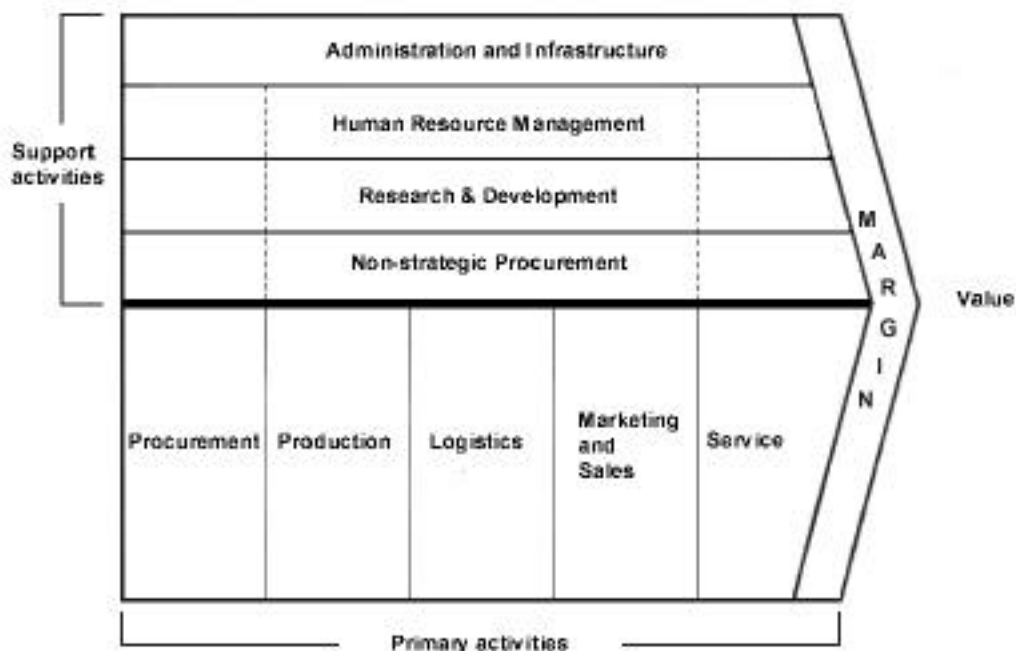 Administration and Infrastructure
Human Resource Management
Support
activities
Research & Development
Non-strategic Procurement
MARGIN
Value
Procurement
Production
Logistics
Marketing
and
Sales
Service
Primary activities